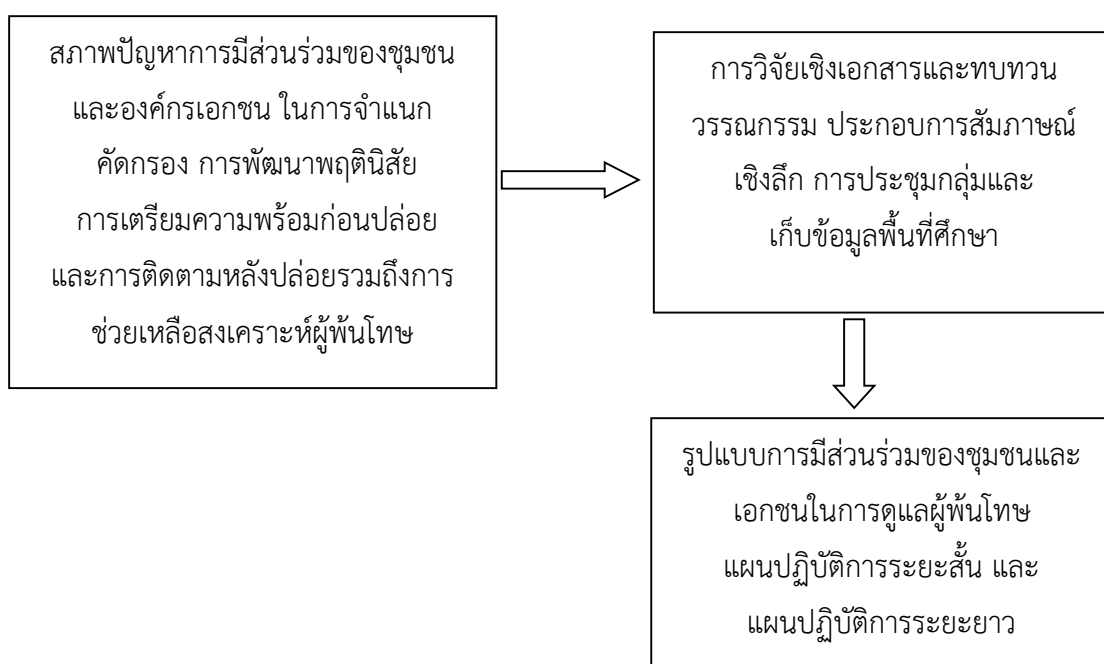 สภาพปัญหาการมีส่วนร่วมของชุมชน
และองค์กรเอกชน ในการจำแนก
คัดกรอง การพัฒนาพฤตินิสัย
การเตรียมความพร้อมก่อนปล่อย
และการติดตามหลังปล่อยรวมถึงการ
ช่วยเหลือสงเคราะห์ผู้พ้นโทษ
การวิจัยเชิงเอกสารและทบทวน
วรรณกรรม ประกอบการสัมภาษณ์
เชิงลึก การประชุมกลุ่มและ
เก็บข้อมูลพื้นที่ศึกษา
รูปแบบการมีส่วนร่วมของชุมชนและ
เอกชนในการดูแลผู้พ้นโทษ
แผนปฏิบัติการระยะสั้น และ
แผนปฏิบัติการระยะยาว